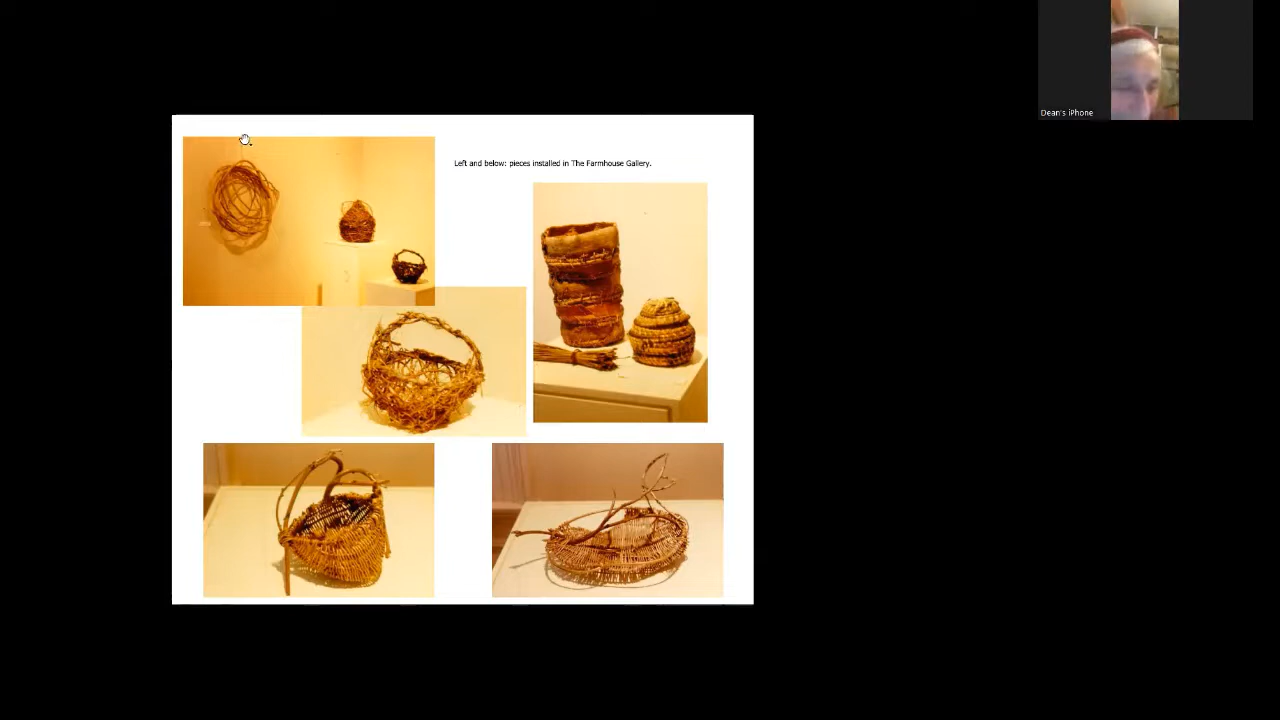 Dean's iPhone
Left and below: pieces installed in The Farmhouse Gallery.